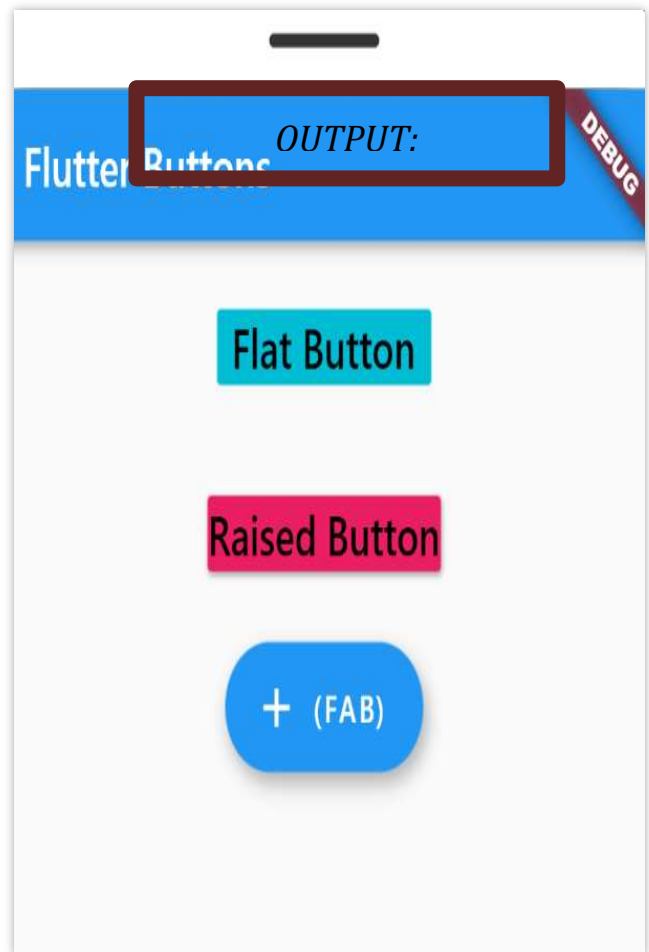 OUTPUT:
DEBUG
Flutter Buttons
Flat Button
Raised Button
+ (FAB)